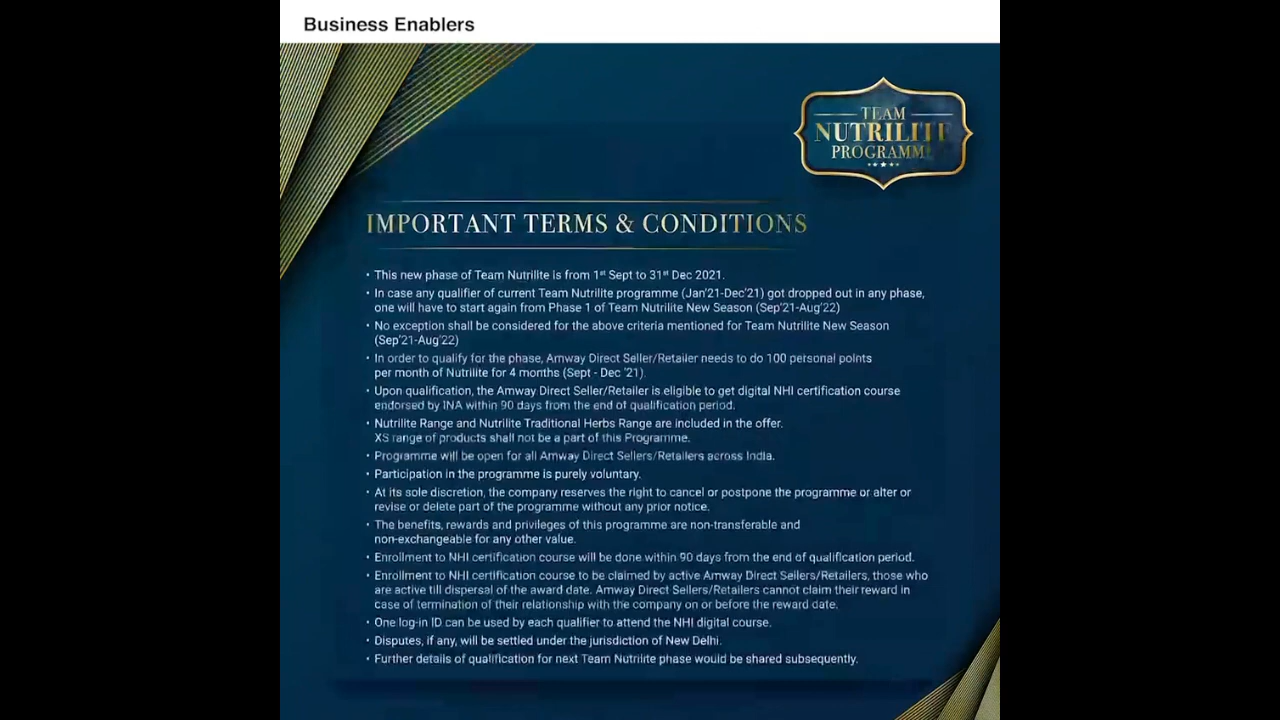 Business Enablers
TEAM
NUTRILITE
PROGRAMME
IMPORTANT TERMS & CONDITIONS
• This new phase of Team Nutrilite is from 1st Sept to 31st Dec 2021.
• In case any qualifier of current Team Nutrilite programme (Jan'21-Dec'21) got dropped out in any phase,
one will have to start again from Phase 1 of Team Nutrilite New Season (Sep'21-Aug'22)
• No exception shall be considered for the above criteria mentioned for Team Nutrilite New Season
(Sep'21-Aug'22)
• In order to qualify for the phase, Amway Direct Seller/Retailer needs to do 100 personal points
per month of Nutrilite for 4 months (Sept - Dec '21).
• Upon qualification, the Amway Direct Seller/Retailer is eligible to get digital NHI certification course
endorsed by INA within 90 days from the end of qualification period.
• Nutrilite Range and Nutrilite Traditional Herbs Range are included in the offer.
XS range of products shall not be a part of this Programme.
• Programme will be open for all Amway Direct Sellers/Retailers across India.
• Participation in the programme is purely voluntary.
• At its sole discretion, the company reserves the right to cancel or postpone the programme or alter or
revise or delete part of the programme without any prior notice.
• The benefits, rewards and privileges of this programme are non-transferable and
non-exchangeable for any other value.
• Enrollment to NHI certification course will be done within 90 days from the end of qualification period.
• Enrollment to NHI certification course to be claimed by active Amway Direct Sellers/Retailers, those who
are active till dispersal of the award date. Amway Direct Sellers/Retailers cannot claim their reward in
case of termination of their relationship with the company on or before the reward date.
• One log-in ID can be used by each qualifier to attend the NHI digital course.
• Disputes, if any, will be settled under the jurisdiction of New Delhi.
• Further details of qualification for next Team Nutrilite phase would be shared subsequently.